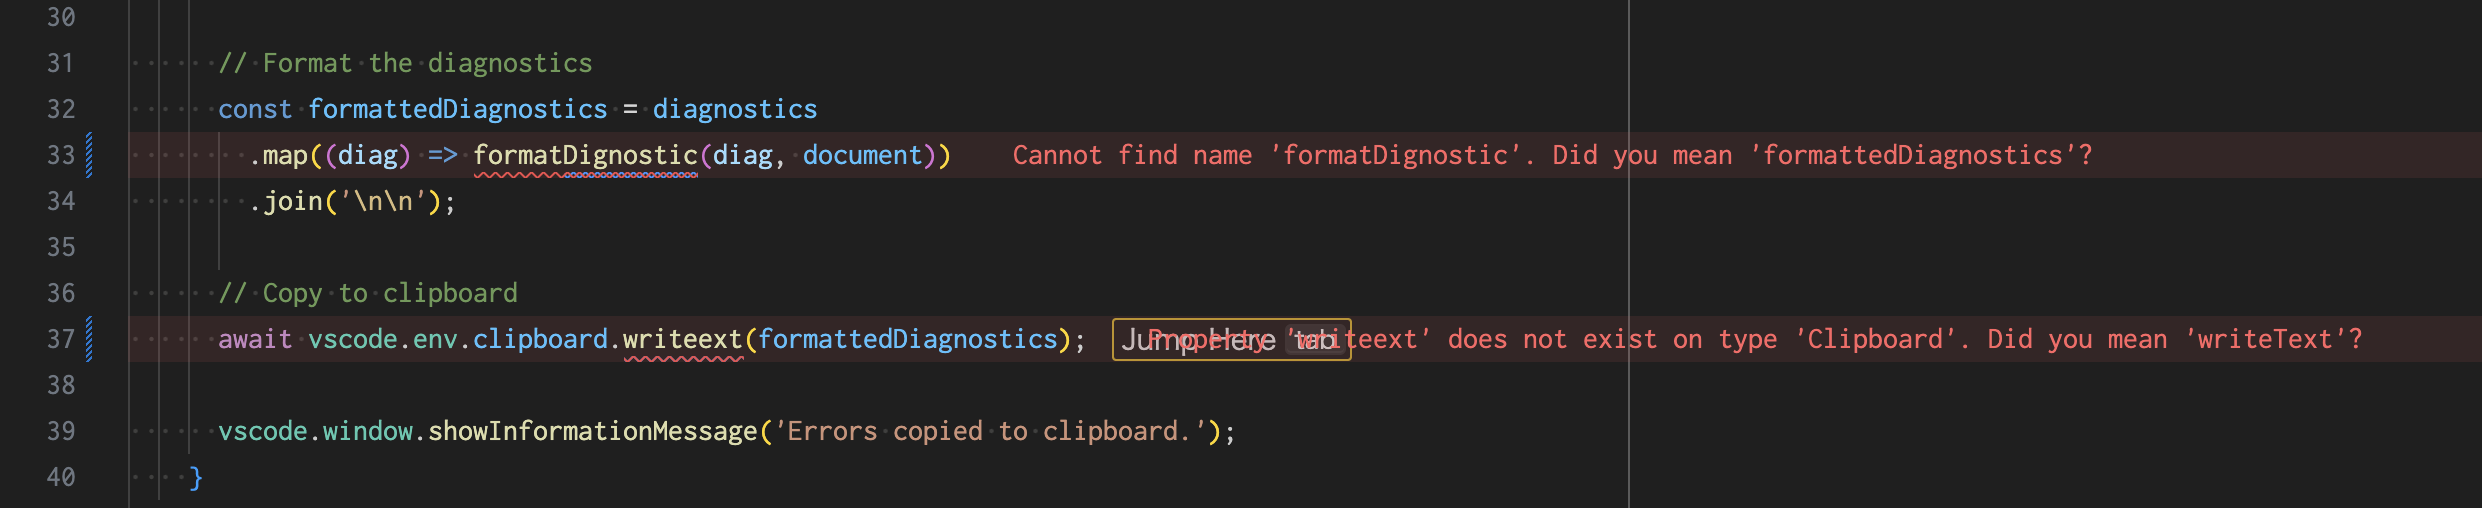 30
31 // Format the diagnostics
32 const formattedDiagnostics = diagnostics
33 .map((diag) => formatDignostic(diag, document)) Cannot find name 'formatDignostic'. Did you mean 'formattedDiagnostics'?
34 .join('\n\n');
35
36 // Copy to clipboard
37 await vscode.env.clipboard.writeext(formattedDiagnostics); Jump Here tab Property 'writeext' does not exist on type 'Clipboard'. Did you mean 'writeText'?
38
39 vscode.window.showInformationMessage('Errors copied to clipboard.');
40 }